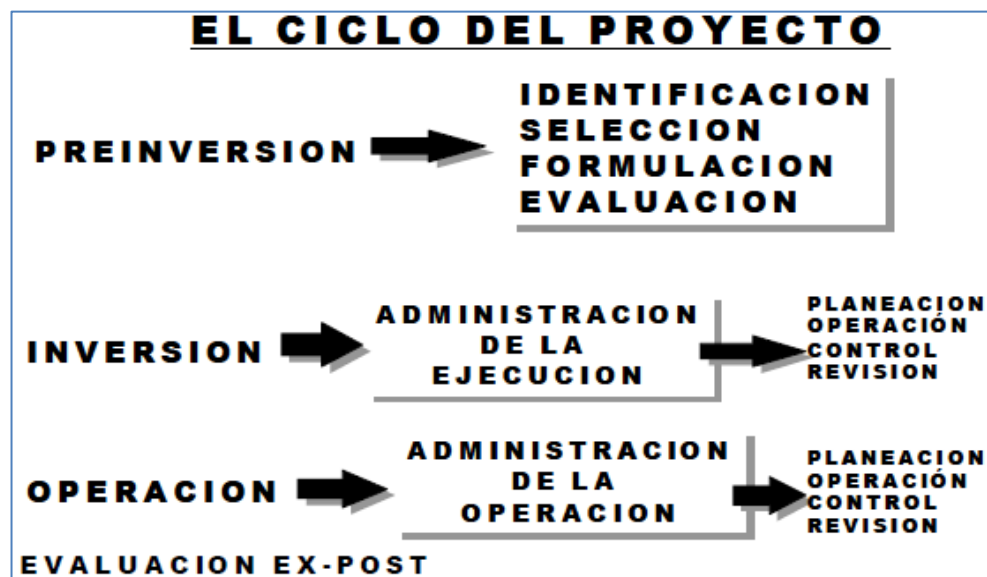 EL CICLO DEL PROYECTO
PREINVERSION
IDENTIFICACION
SELECCION
FORMULACION
EVALUACION
INVERSION
ADMINISTRACION
DE LA
EJECUCION
PLANEACION
OPERACIÓN
CONTROL
REVISION
OPERACION
ADMINISTRACION
DE LA
OPERACION
PLANEACION
OPERACIÓN
CONTROL
REVISION
EVALUACION EX-POST